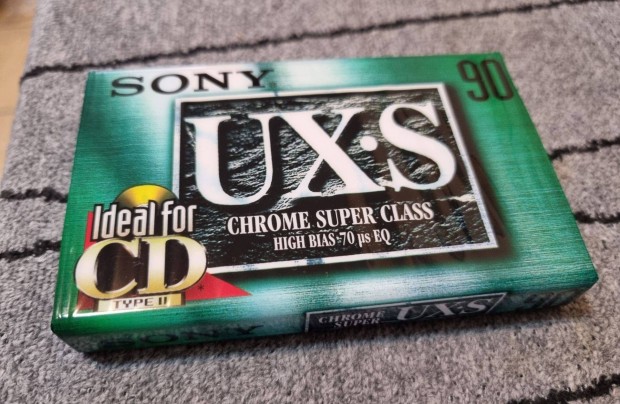 SONY
90
UX·S
CHROME SUPER CLASS
HIGH BIAS·70 µs EQ
Ideal for
CD
TYPE II
SONY
CHROME
SUPER
UX·S
90